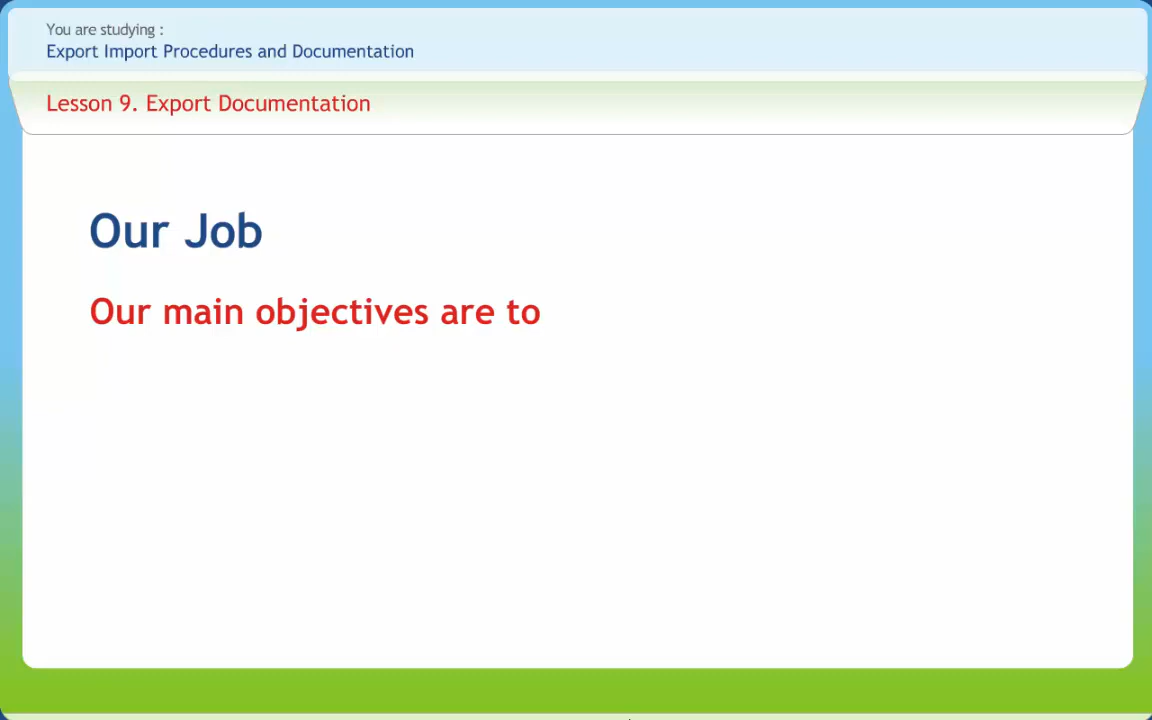 You are studying :
Export Import Procedures and Documentation
Lesson 9. Export Documentation
Our Job
Our main objectives are to